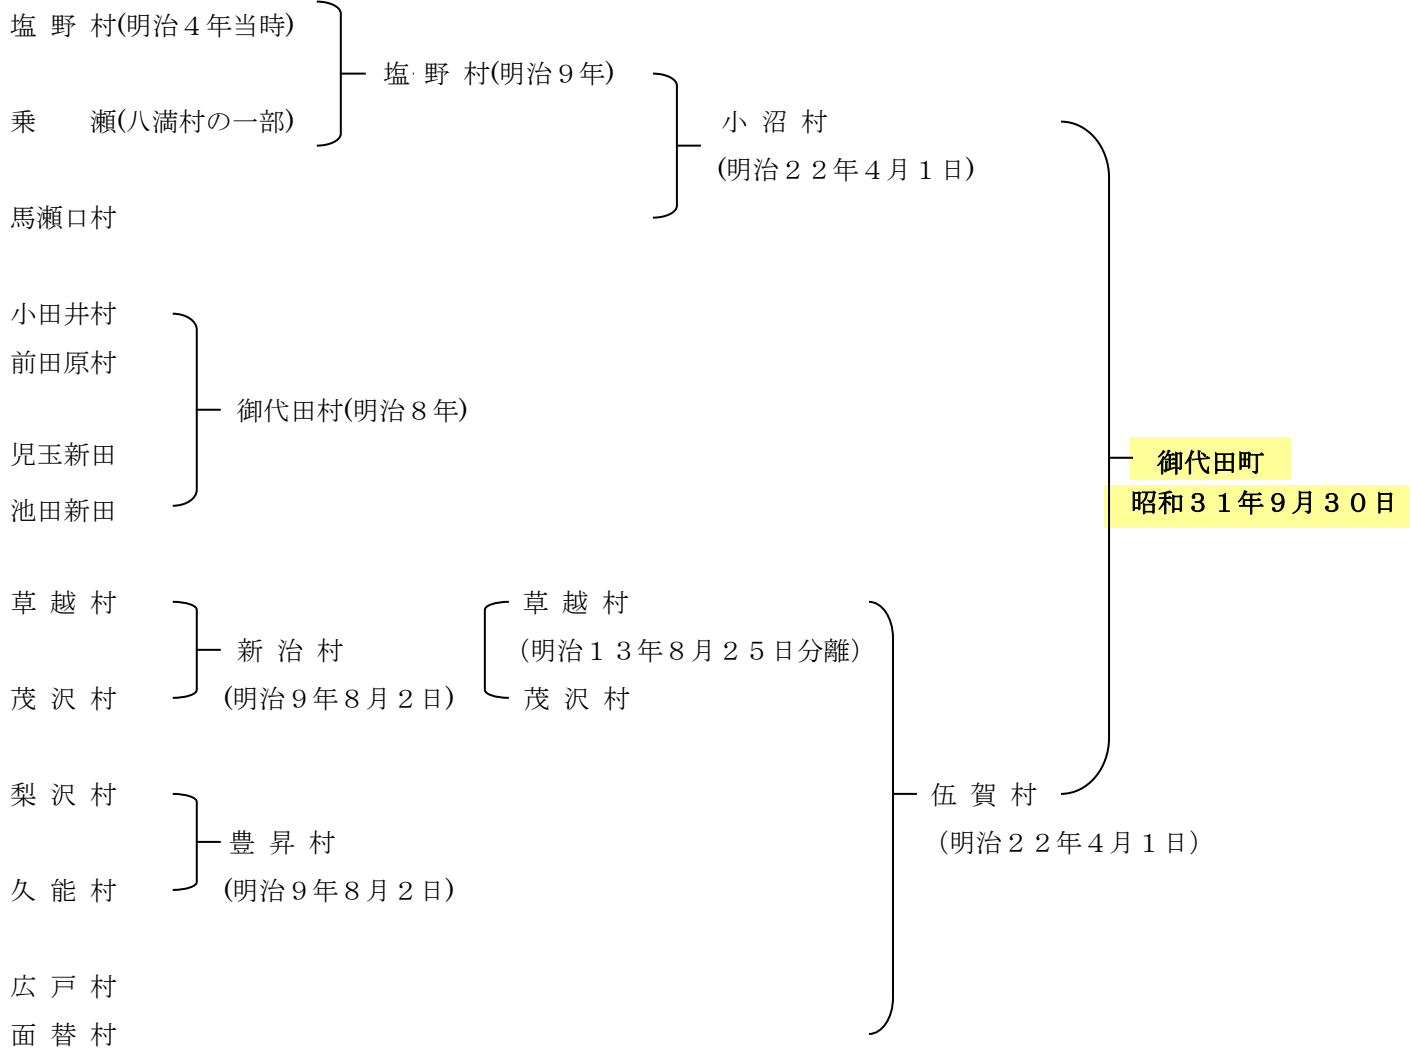 塩 野 村(明治４年当時)
塩 野 村(明治９年)
乗　　瀬(八満村の一部)
小 沼 村
(明治２２年４月１日)
馬瀬口村
小田井村
前田原村
御代田村(明治８年)
児玉新田
池田新田
御代田町
昭和３１年９月３０日
草 越 村
草 越 村
新 治 村
（明治１３年８月２５日分離）
茂 沢 村
(明治９年８月２日)
茂 沢 村
梨 沢 村
伍 賀 村
豊 昇 村
（明治２２年４月１日）
久 能 村
(明治９年８月２日)
広 戸 村
面 替 村